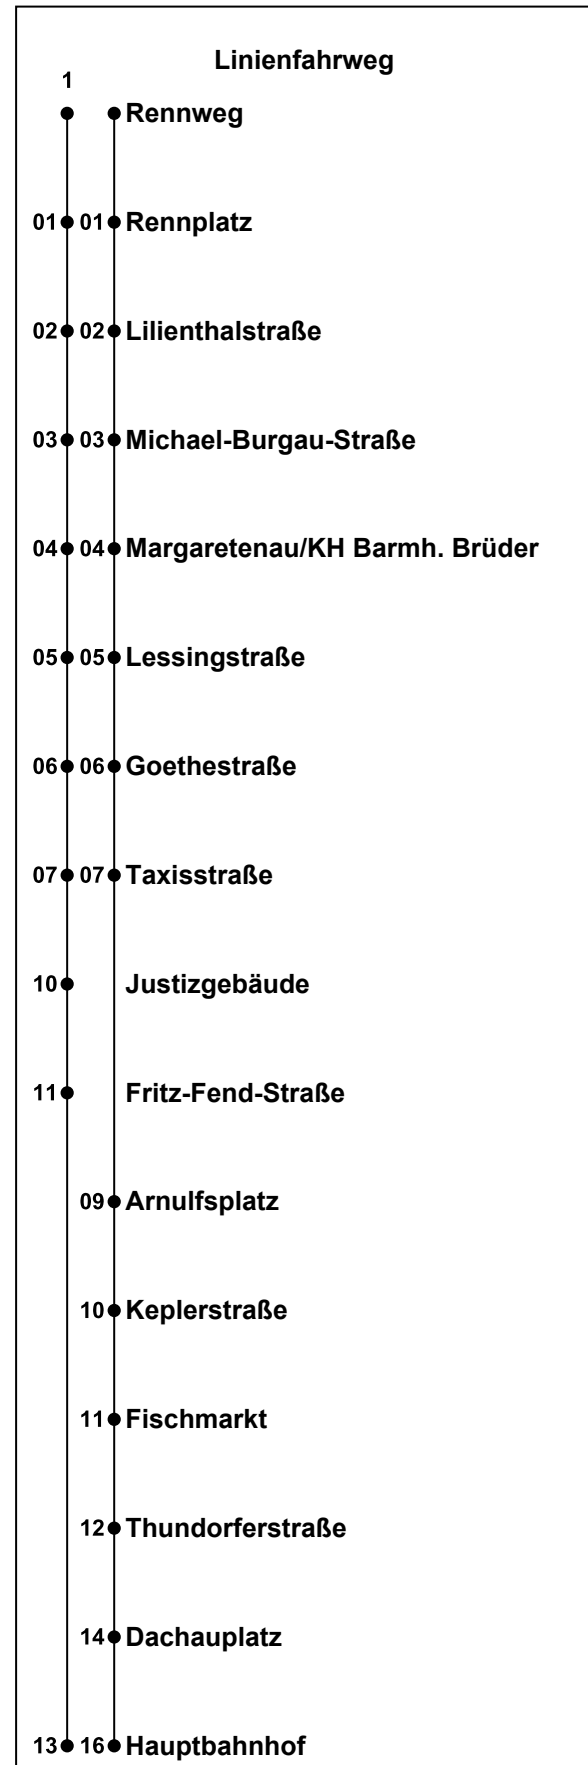 Linienfahrweg
1
Rennweg
01 01 Rennplatz
02 02 Lilienthalstraße
03 03 Michael-Burgau-Straße
04 04 Margaretenau/KH Barmh. Brüder
05 05 Lessingstraße
06 06 Goethestraße
07 07 Taxisstraße
10 Justizgebäude
11 Fritz-Fend-Straße
09 Arnulfsplatz
10 Keplerstraße
11 Fischmarkt
12 Thundorferstraße
14 Dachauplatz
13 16 Hauptbahnhof